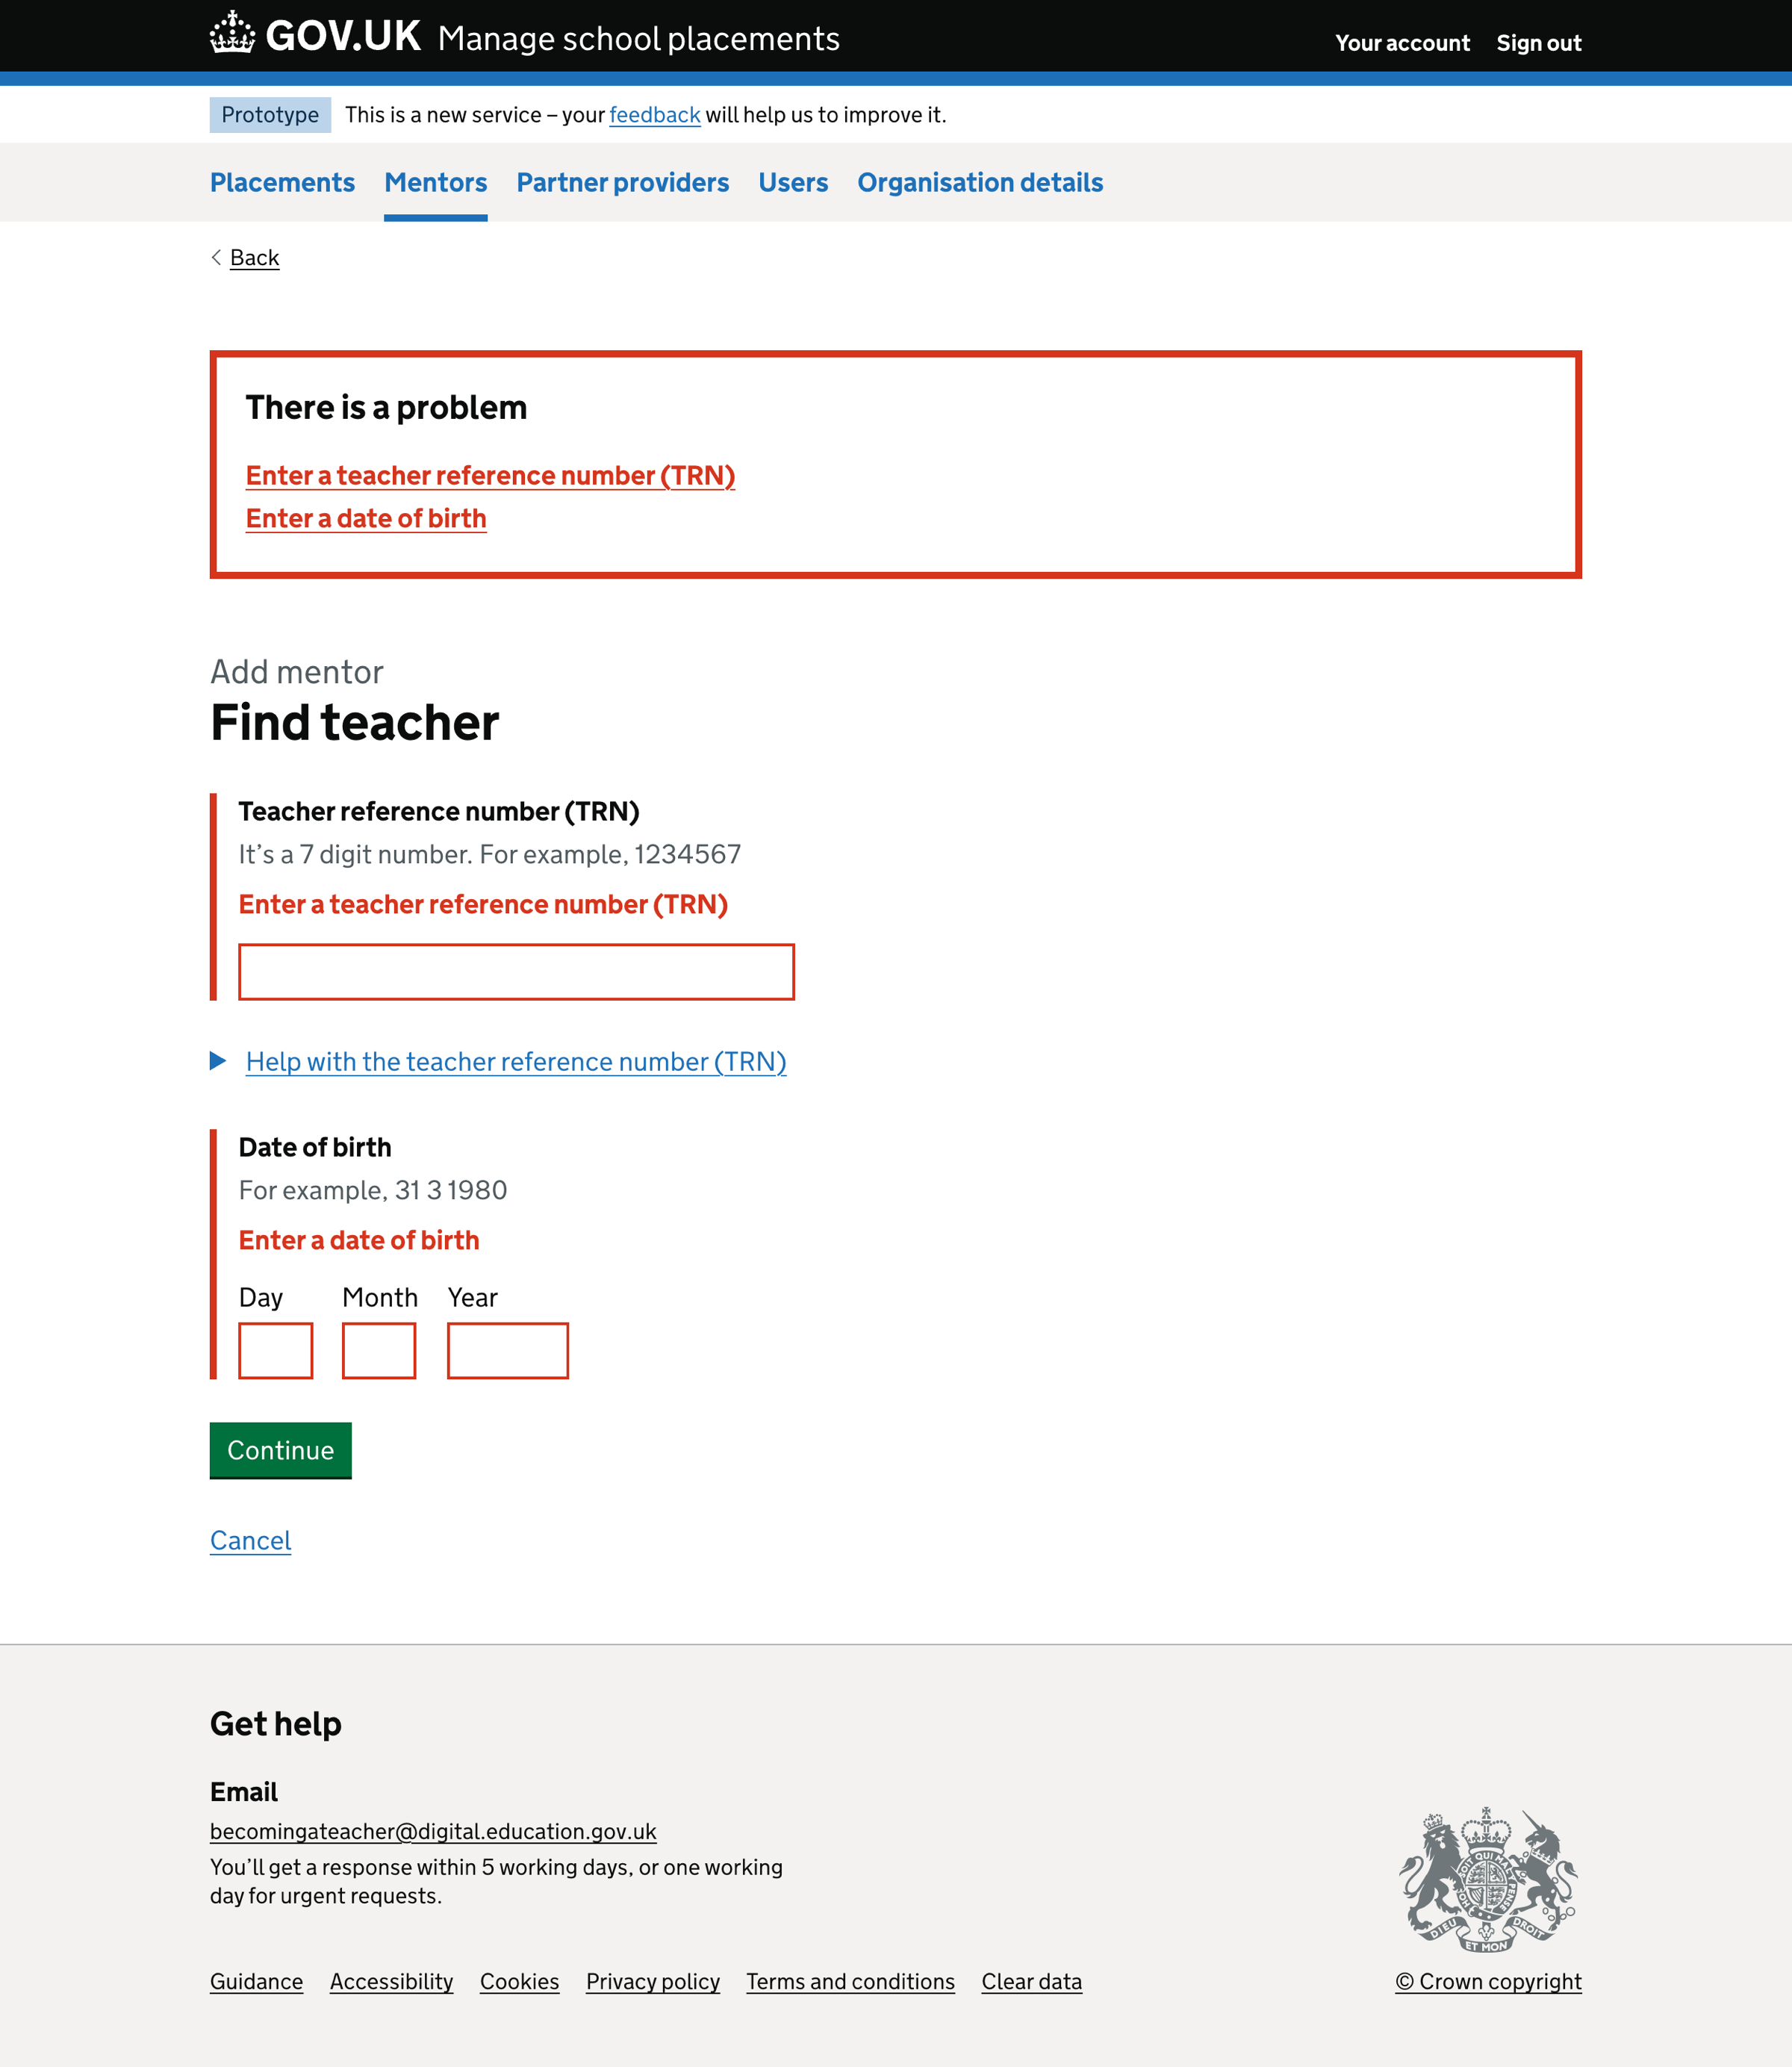 GOV.UK Manage school placements
Your account Sign out
Prototype This is a new service – your feedback will help us to improve it.
Placements Mentors Partner providers Users Organisation details
Back
There is a problem
Enter a teacher reference number (TRN)
Enter a date of birth
Add mentor
Find teacher
Teacher reference number (TRN)
It’s a 7 digit number. For example, 1234567
Enter a teacher reference number (TRN)
Help with the teacher reference number (TRN)
Date of birth
For example, 31 3 1980
Enter a date of birth
Day Month Year
Continue
Cancel
Get help
Email
becomingateacher@digital.education.gov.uk
You’ll get a response within 5 working days, or one working
day for urgent requests.
DIEU ET MON DROIT
Guidance Accessibility Cookies Privacy policy Terms and conditions Clear data
© Crown copyright